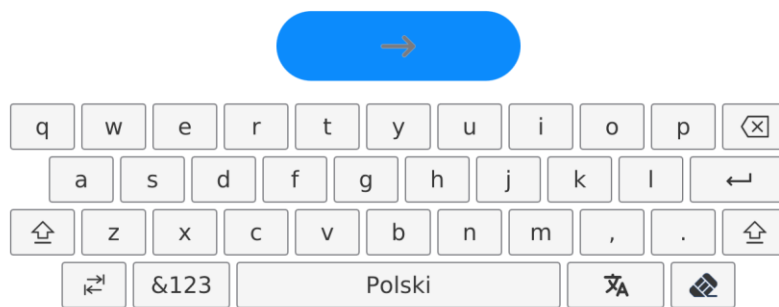 →
q w e r t y u i o p
a s d f g h j k l
z x c v b n m , .
&123 Polski